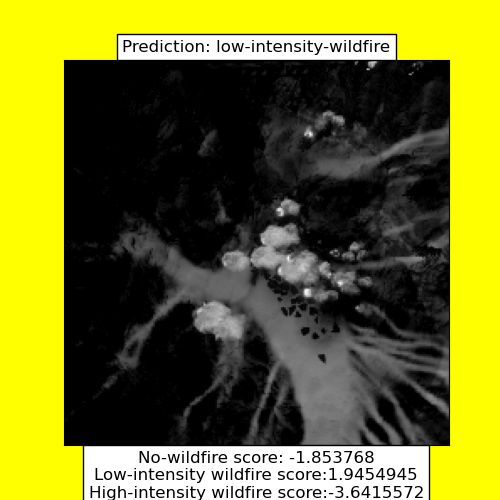 Prediction: low-intensity-wildfire
No-wildfire score: -1.853768
Low-intensity wildfire score:1.9454945
High-intensity wildfire score:-3.6415572